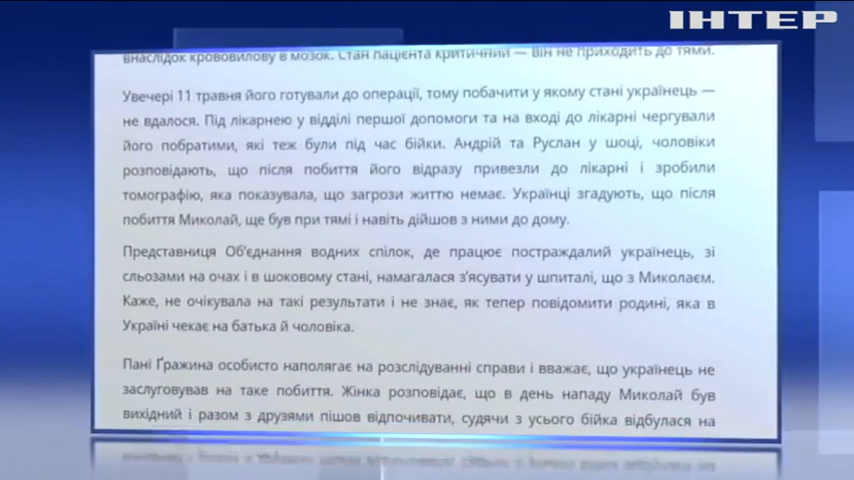 ІНТЕР
внаслідок крововиливу в мозок. Стан пацієнта критичний — він не приходить до тями.
Увечері 11 травня його готували до операції, тому побачити у якому стані українець —
не вдалося. Під лікарнею у відділі першої допомоги та на вході до лікарні чергували
його побратими, які теж були під час бійки. Андрій та Руслан у шоці, чоловіки
розповідають, що після побиття його відразу привезли до лікарні і зробили
томографію, яка показувала, що загрози життю немає. Українці згадують, що після
побиття Миколай, ще був при тямі і навіть дійшов з ними до дому.
Представниця Об'єднання водних спілок, де працює постраждалий українець, зі
сльозами на очах і в шоковому стані, намагалася з'ясувати у шпиталі, що з Миколаєм.
Каже, не очікувала на такі результати і не знає, як тепер повідомити родині, яка в
Україні чекає на батька й чоловіка.
Пані Ґражина особисто наполягає на розслідуванні справи і вважає, що українець не
заслуговував на таке побиття. Жінка розповідає, що в день нападу Миколай був
вихідний і разом з друзями пішов відпочивати, судячи з усього бійка відбулася на